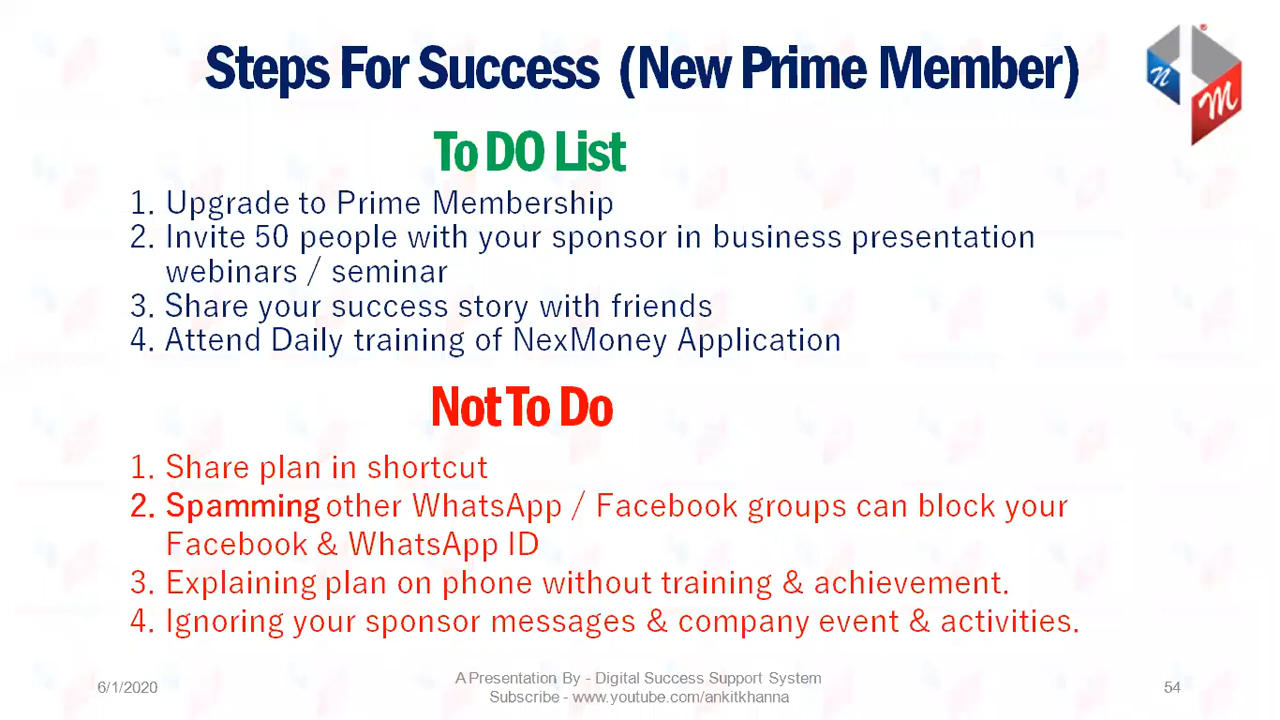 Steps For Success (New Prime Member)
n
M
To DO List
1. Upgrade to Prime Membership
2. Invite 50 people with your sponsor in business presentation
webinars / seminar
3. Share your success story with friends
4. Attend Daily training of NexMoney Application
Not To Do
1. Share plan in shortcut
2. Spamming other WhatsApp / Facebook groups can block your
Facebook & WhatsApp ID
3. Explaining plan on phone without training & achievement.
4. Ignoring your sponsor messages & company event & activities.
6/1/2020
A Presentation By - Digital Success Support System
Subscribe - www.youtube.com/ankitkhanna
54